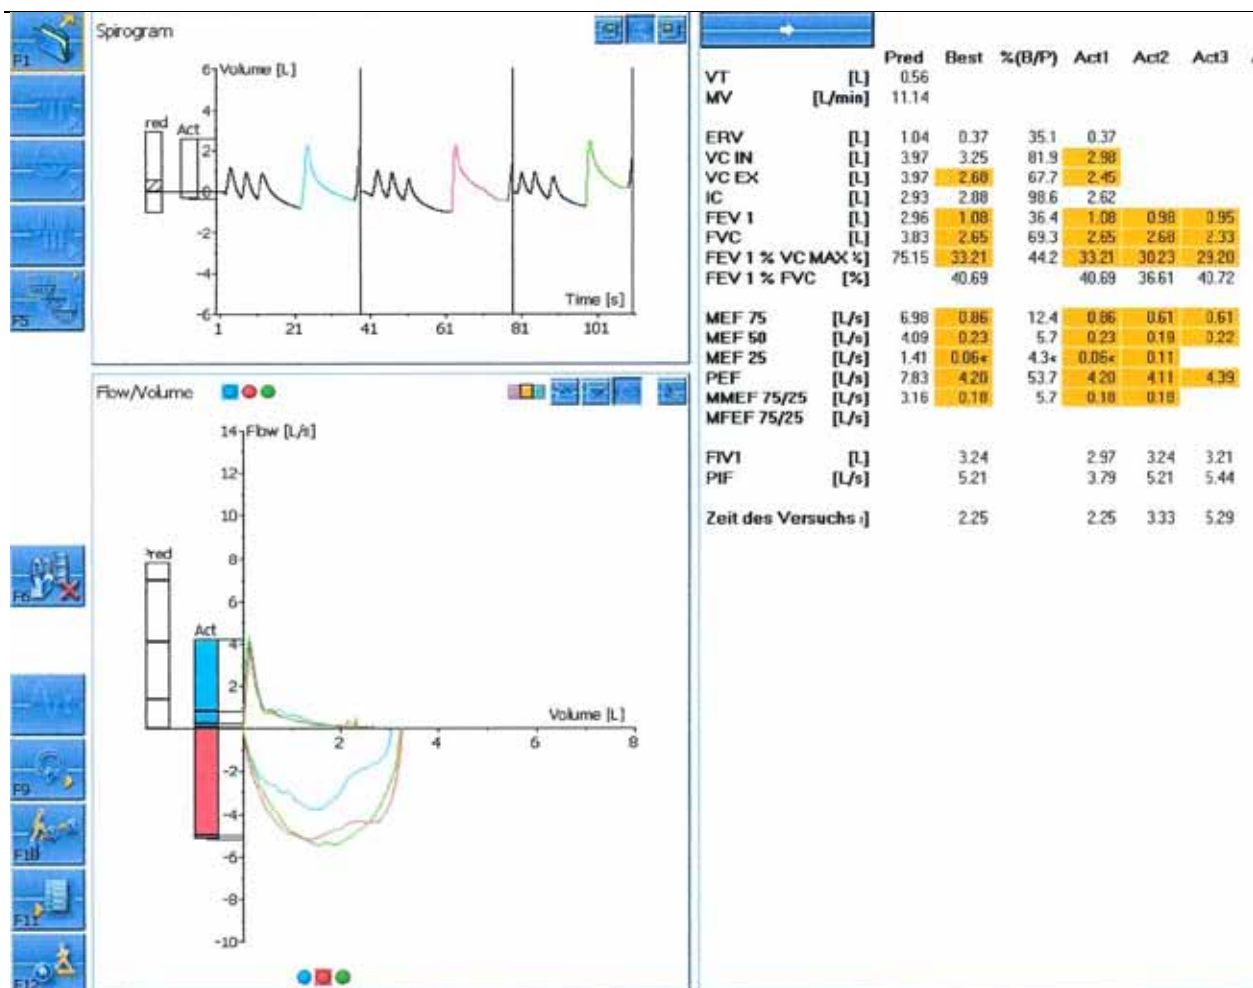 F1
F5
F6
F9
F11
F12
Spirogram
Volume [L]
6
4
2
0
-2
-4
-6
red
Act
Time [s]
1 21 41 61 81 101
Flow/Volume
14 Flow [L/s]
12
10
8
6
4
2
-2
-4
-6
-8
-10
Pred
Act
Volume [L]
2 4 6 8
Pred Best %(B/P) Act1 Act2 Act3
VT [L] 0.56
MV [L/min] 11.14
ERV [L] 1.04 0.37 35.1 0.37
VC IN [L] 3.97 3.25 81.9 2.98
VC EX [L] 3.97 2.68 67.7 2.45
IC [L] 2.93 2.88 98.6 2.62
FEV 1 [L] 2.96 1.08 36.4 1.08 0.98 0.95
FVC [L] 3.83 2.65 69.3 2.65 2.68 2.33
FEV 1 % VC MAX %] 75.15 33.21 44.2 33.21 30.23 29.20
FEV 1 % FVC [%] 40.69 40.69 36.61 40.72
MEF 75 [L/s] 6.98 0.86 12.4 0.86 0.61 0.61
MEF 50 [L/s] 4.09 0.23 5.7 0.23 0.19 0.22
MEF 25 [L/s] 1.41 0.06< 4.3< 0.06< 0.11
PEF [L/s] 7.83 4.20 53.7 4.20 4.11 4.39
MMEF 75/25 [L/s] 3.16 0.18 5.7 0.18 0.18
MFEF 75/25 [L/s]
FIV1 [L] 3.24 2.97 3.24 3.21
PIF [L/s] 5.21 3.79 5.21 5.44
Zeit des Versuchs :] 2.25 2.25 3.33 5.29